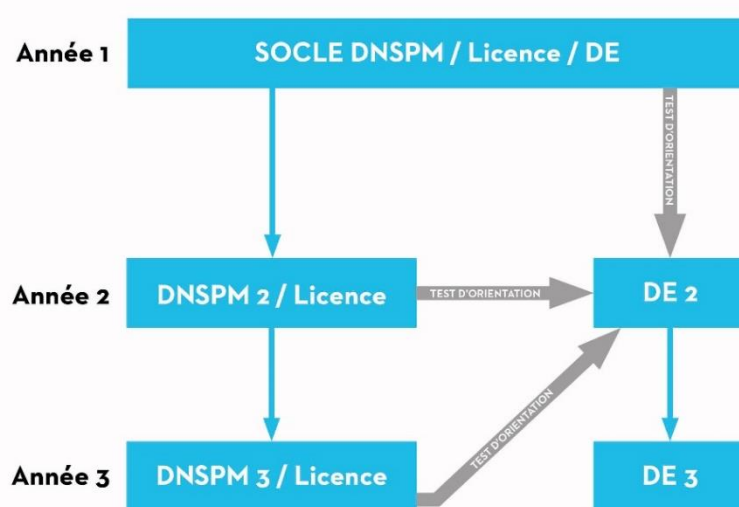 Année 1
SOCLE DNSPM / Licence / DE
TEST D'ORIENTATION
Année 2
DNSPM 2 / Licence
TEST D'ORIENTATION
DE 2
TEST D'ORIENTATION
Année 3
DNSPM 3 / Licence
DE 3